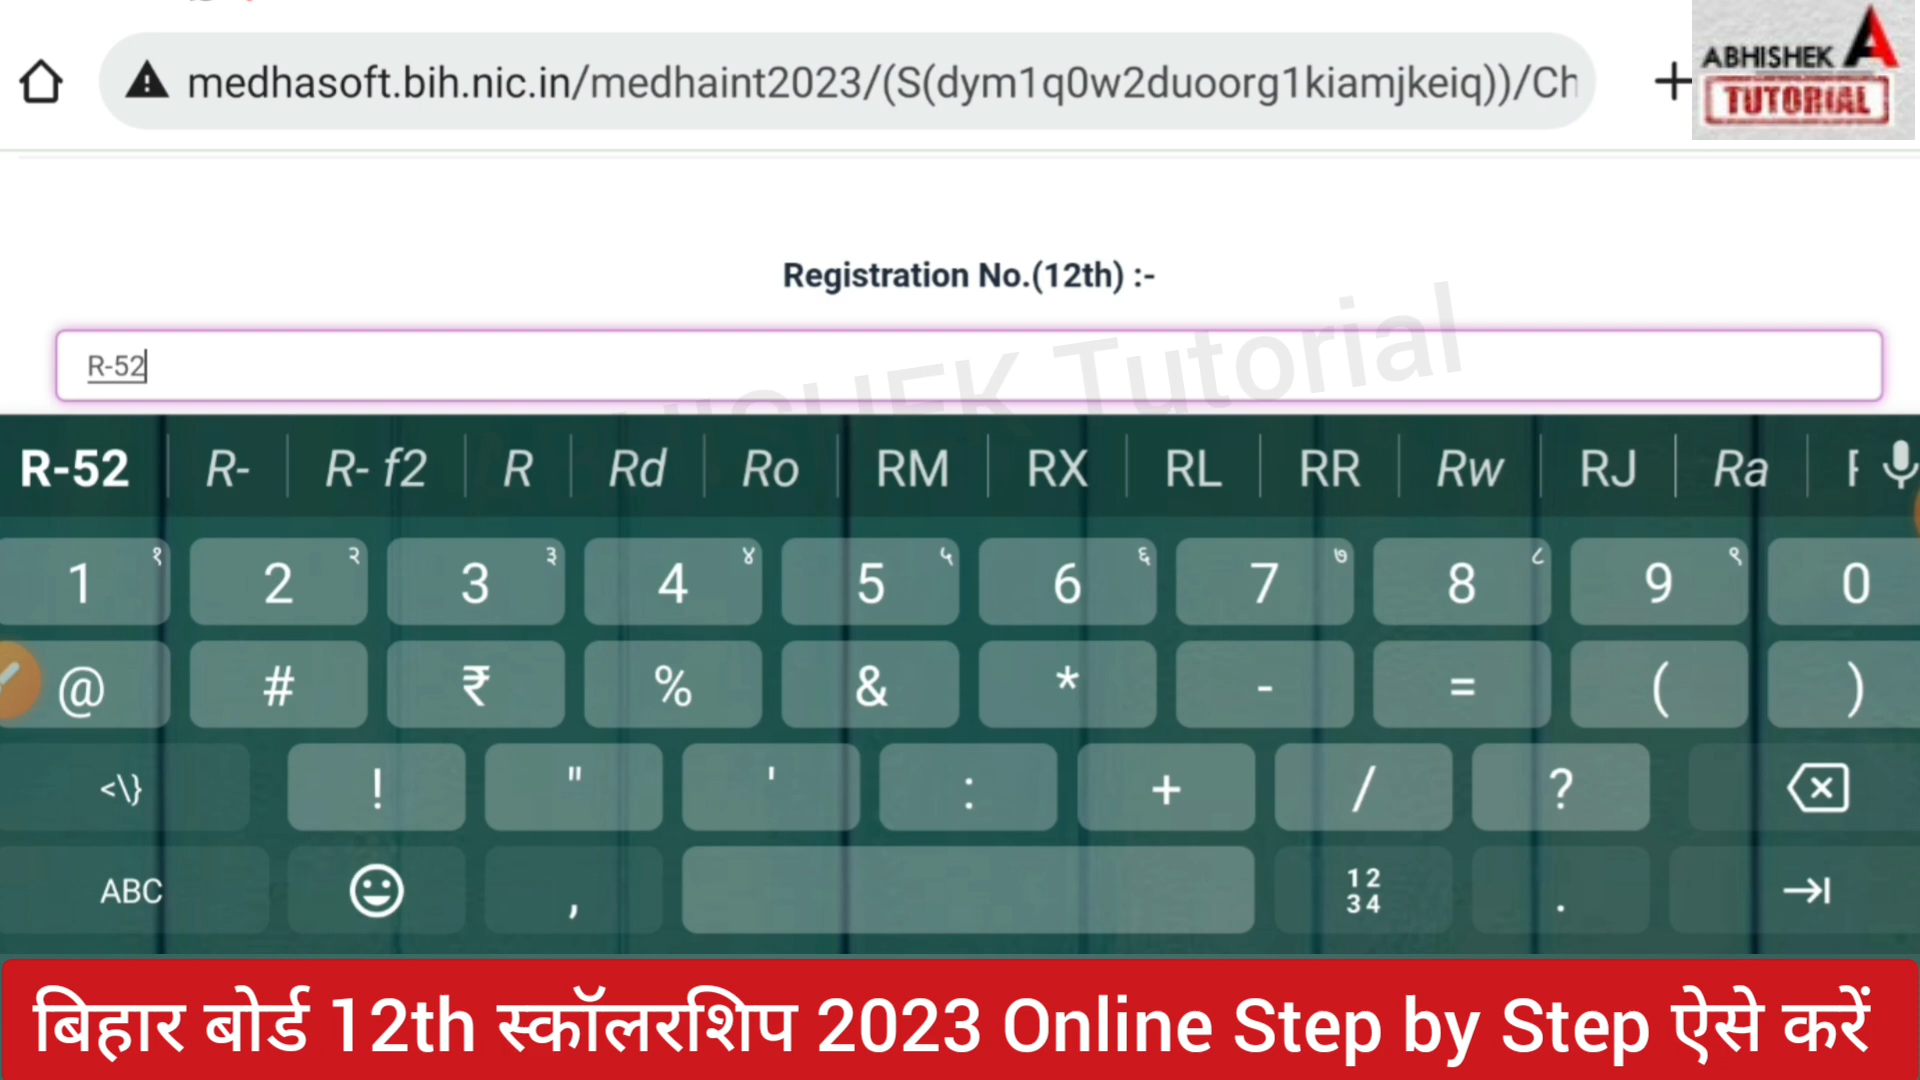 medhasoft.bih.nic.in/medhaint2023/(S(dym1q0w2duoorg1kiamjkeiq))/Ch
ABHISHEK
TUTORIAL
Registration No.(12th) :-
R-52
Tutorial
R-52 R- R- f2 R Rd Ro RM RX RL RR Rw RJ Ra
1 १ 2 २ 3 ३ 4 ४ 5 ५ 6 ६ 7 ७ 8 ८ 9 ९ 0
@ # ₹ % & * - = ( )
<\} ! " ' : + / ?
ABC , 12 34 .
बिहार बोर्ड 12th स्कॉलरशिप 2023 Online Step by Step ऐसे करें